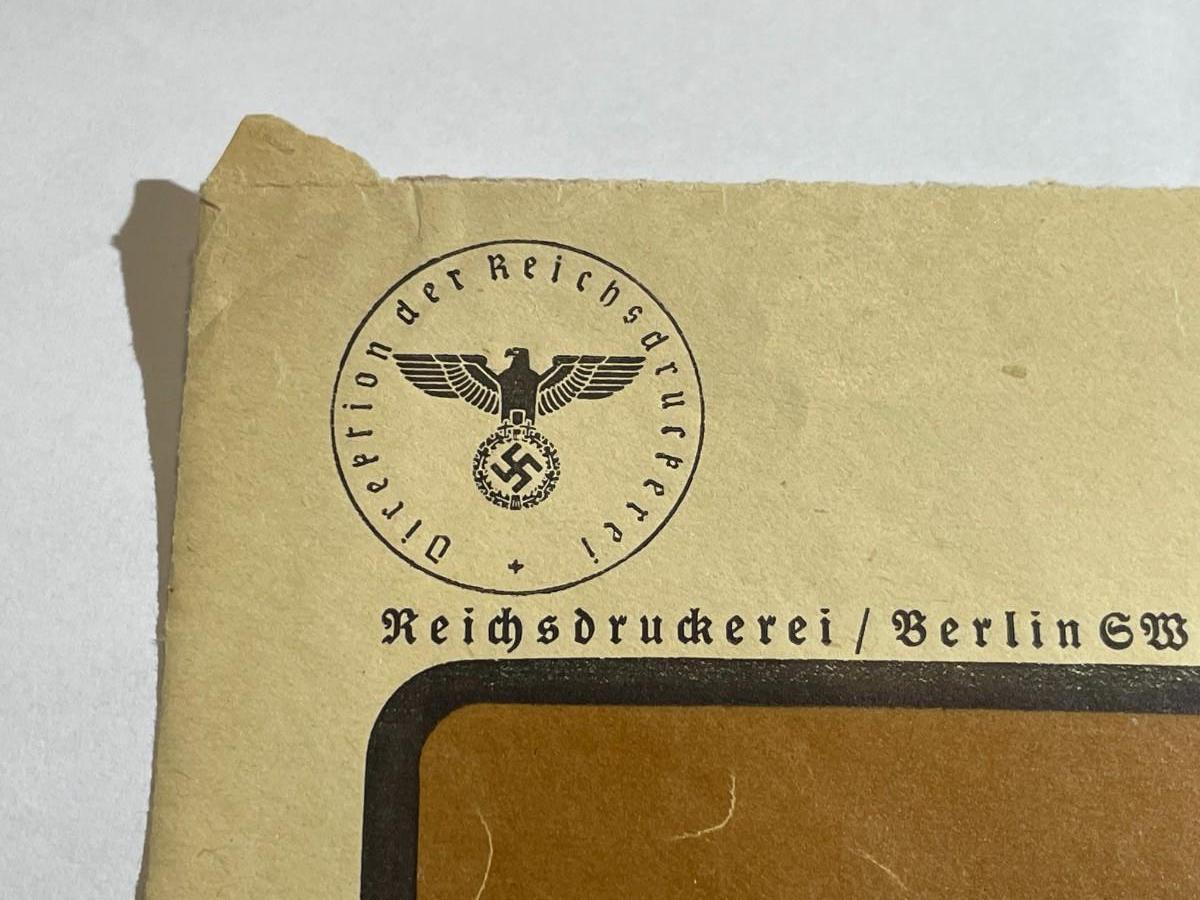 Direktion der Reichsdruckerei
Reichsdruckerei / Berlin SW